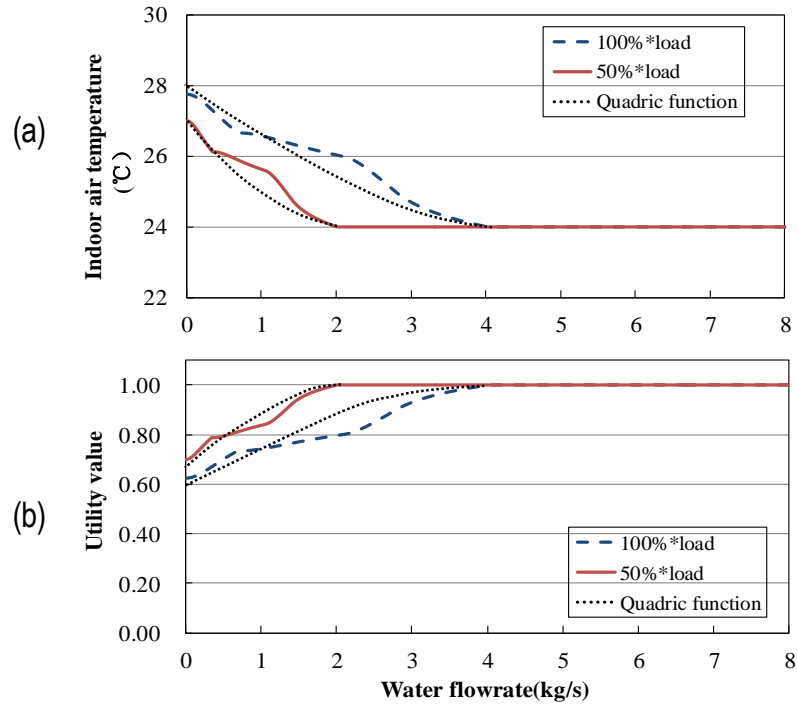 (a)
Indoor air temperature
(℃)
30
28
26
24
22
100%*load
50%*load
Quadric function
0 1 2 3 4 5 6 7 8
(b)
Utility value
1.00
0.80
0.60
0.40
0.20
0.00
100%*load
50%*load
Quadric function
0 1 2 3 4 5 6 7 8
Water flowrate(kg/s)